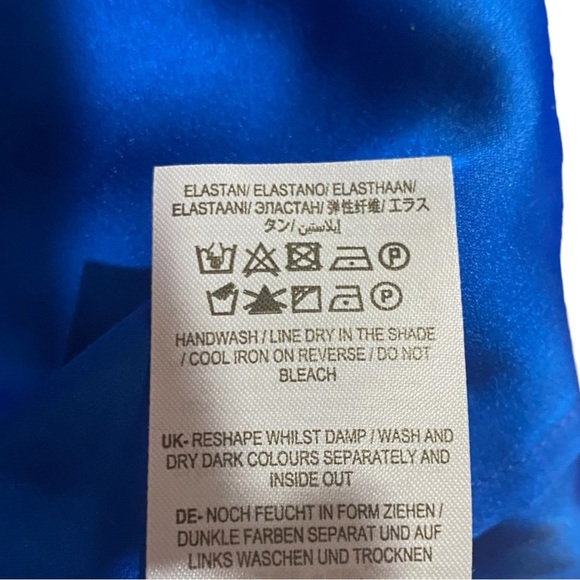 ELASTAN/ ELASTANO/ ELASTHAAN/
ELASTAANI/ ЭЛАСТАН/ 弹性纤维/ エラス
タン/ إيلاستين
P
P
HANDWASH / LINE DRY IN THE SHADE
/ COOL IRON ON REVERSE / DO NOT
BLEACH
UK- RESHAPE WHILST DAMP / WASH AND
DRY DARK COLOURS SEPARATELY AND
INSIDE OUT
DE- NOCH FEUCHT IN FORM ZIEHEN /
DUNKLE FARBEN SEPARAT UND AUF
LINKS WASCHEN UND TROCKNEN